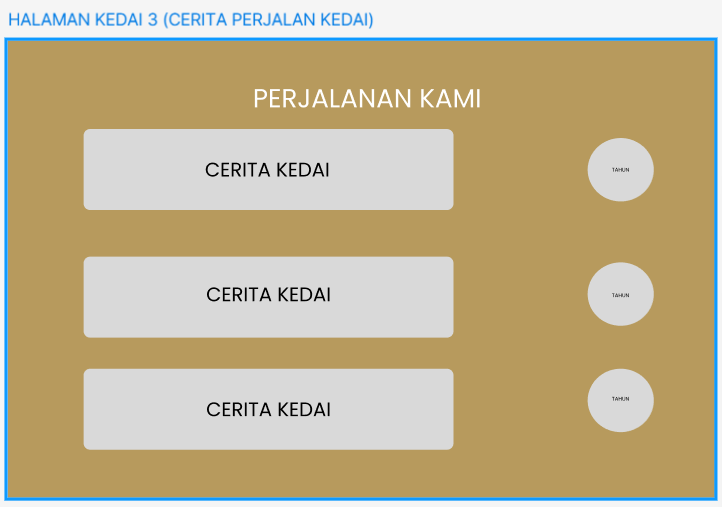 HALAMAN KEDAI 3 (CERITA PERJALAN KEDAI)
PERJALANAN KAMI
CERITA KEDAI
TAHUN
CERITA KEDAI
TAHUN
CERITA KEDAI
TAHUN